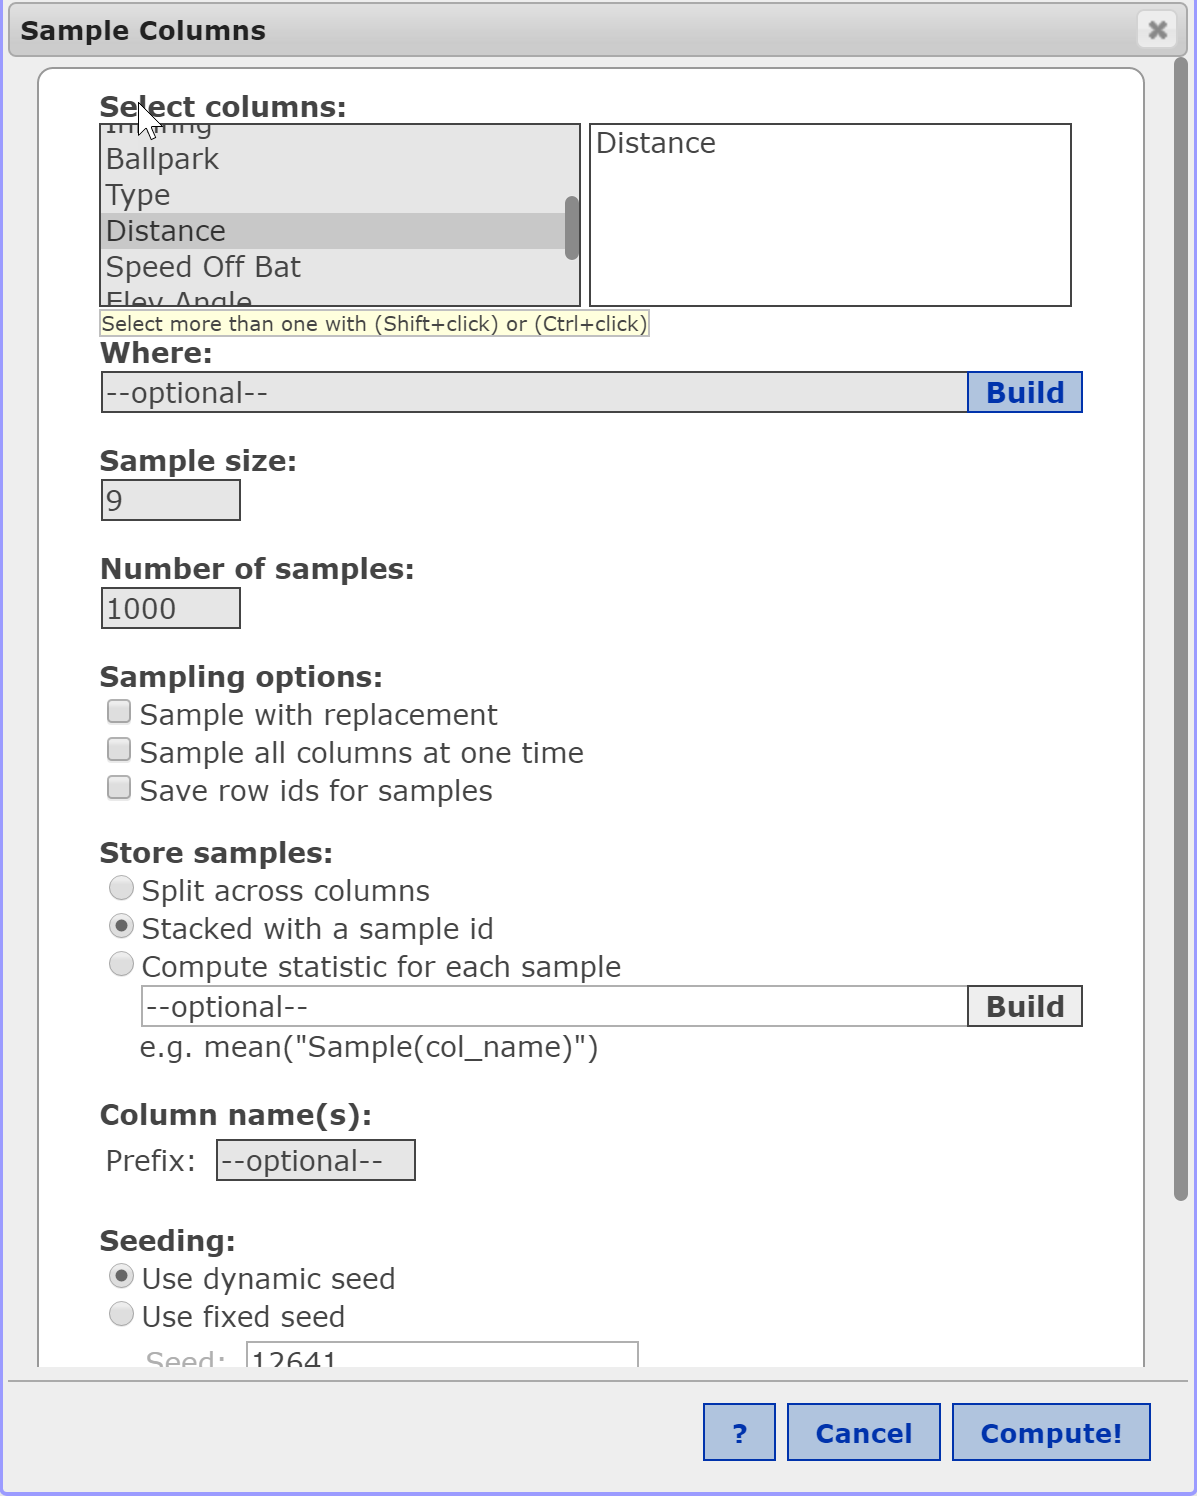 Sample Columns
Select columns:
Ballpark
Type
Distance
Speed Off Bat
Elev Angle
Distance
Select more than one with (Shift+click) or (Ctrl+click)
Where:
--optional-- Build
Sample size:
9
Number of samples:
1000
Sampling options:
Sample with replacement
Sample all columns at one time
Save row ids for samples
Store samples:
Split across columns
Stacked with a sample id
Compute statistic for each sample
--optional-- Build
e.g. mean("Sample(col_name)")
Column name(s):
Prefix: --optional--
Seeding:
Use dynamic seed
Use fixed seed
Seed: 12641
? Cancel Compute!